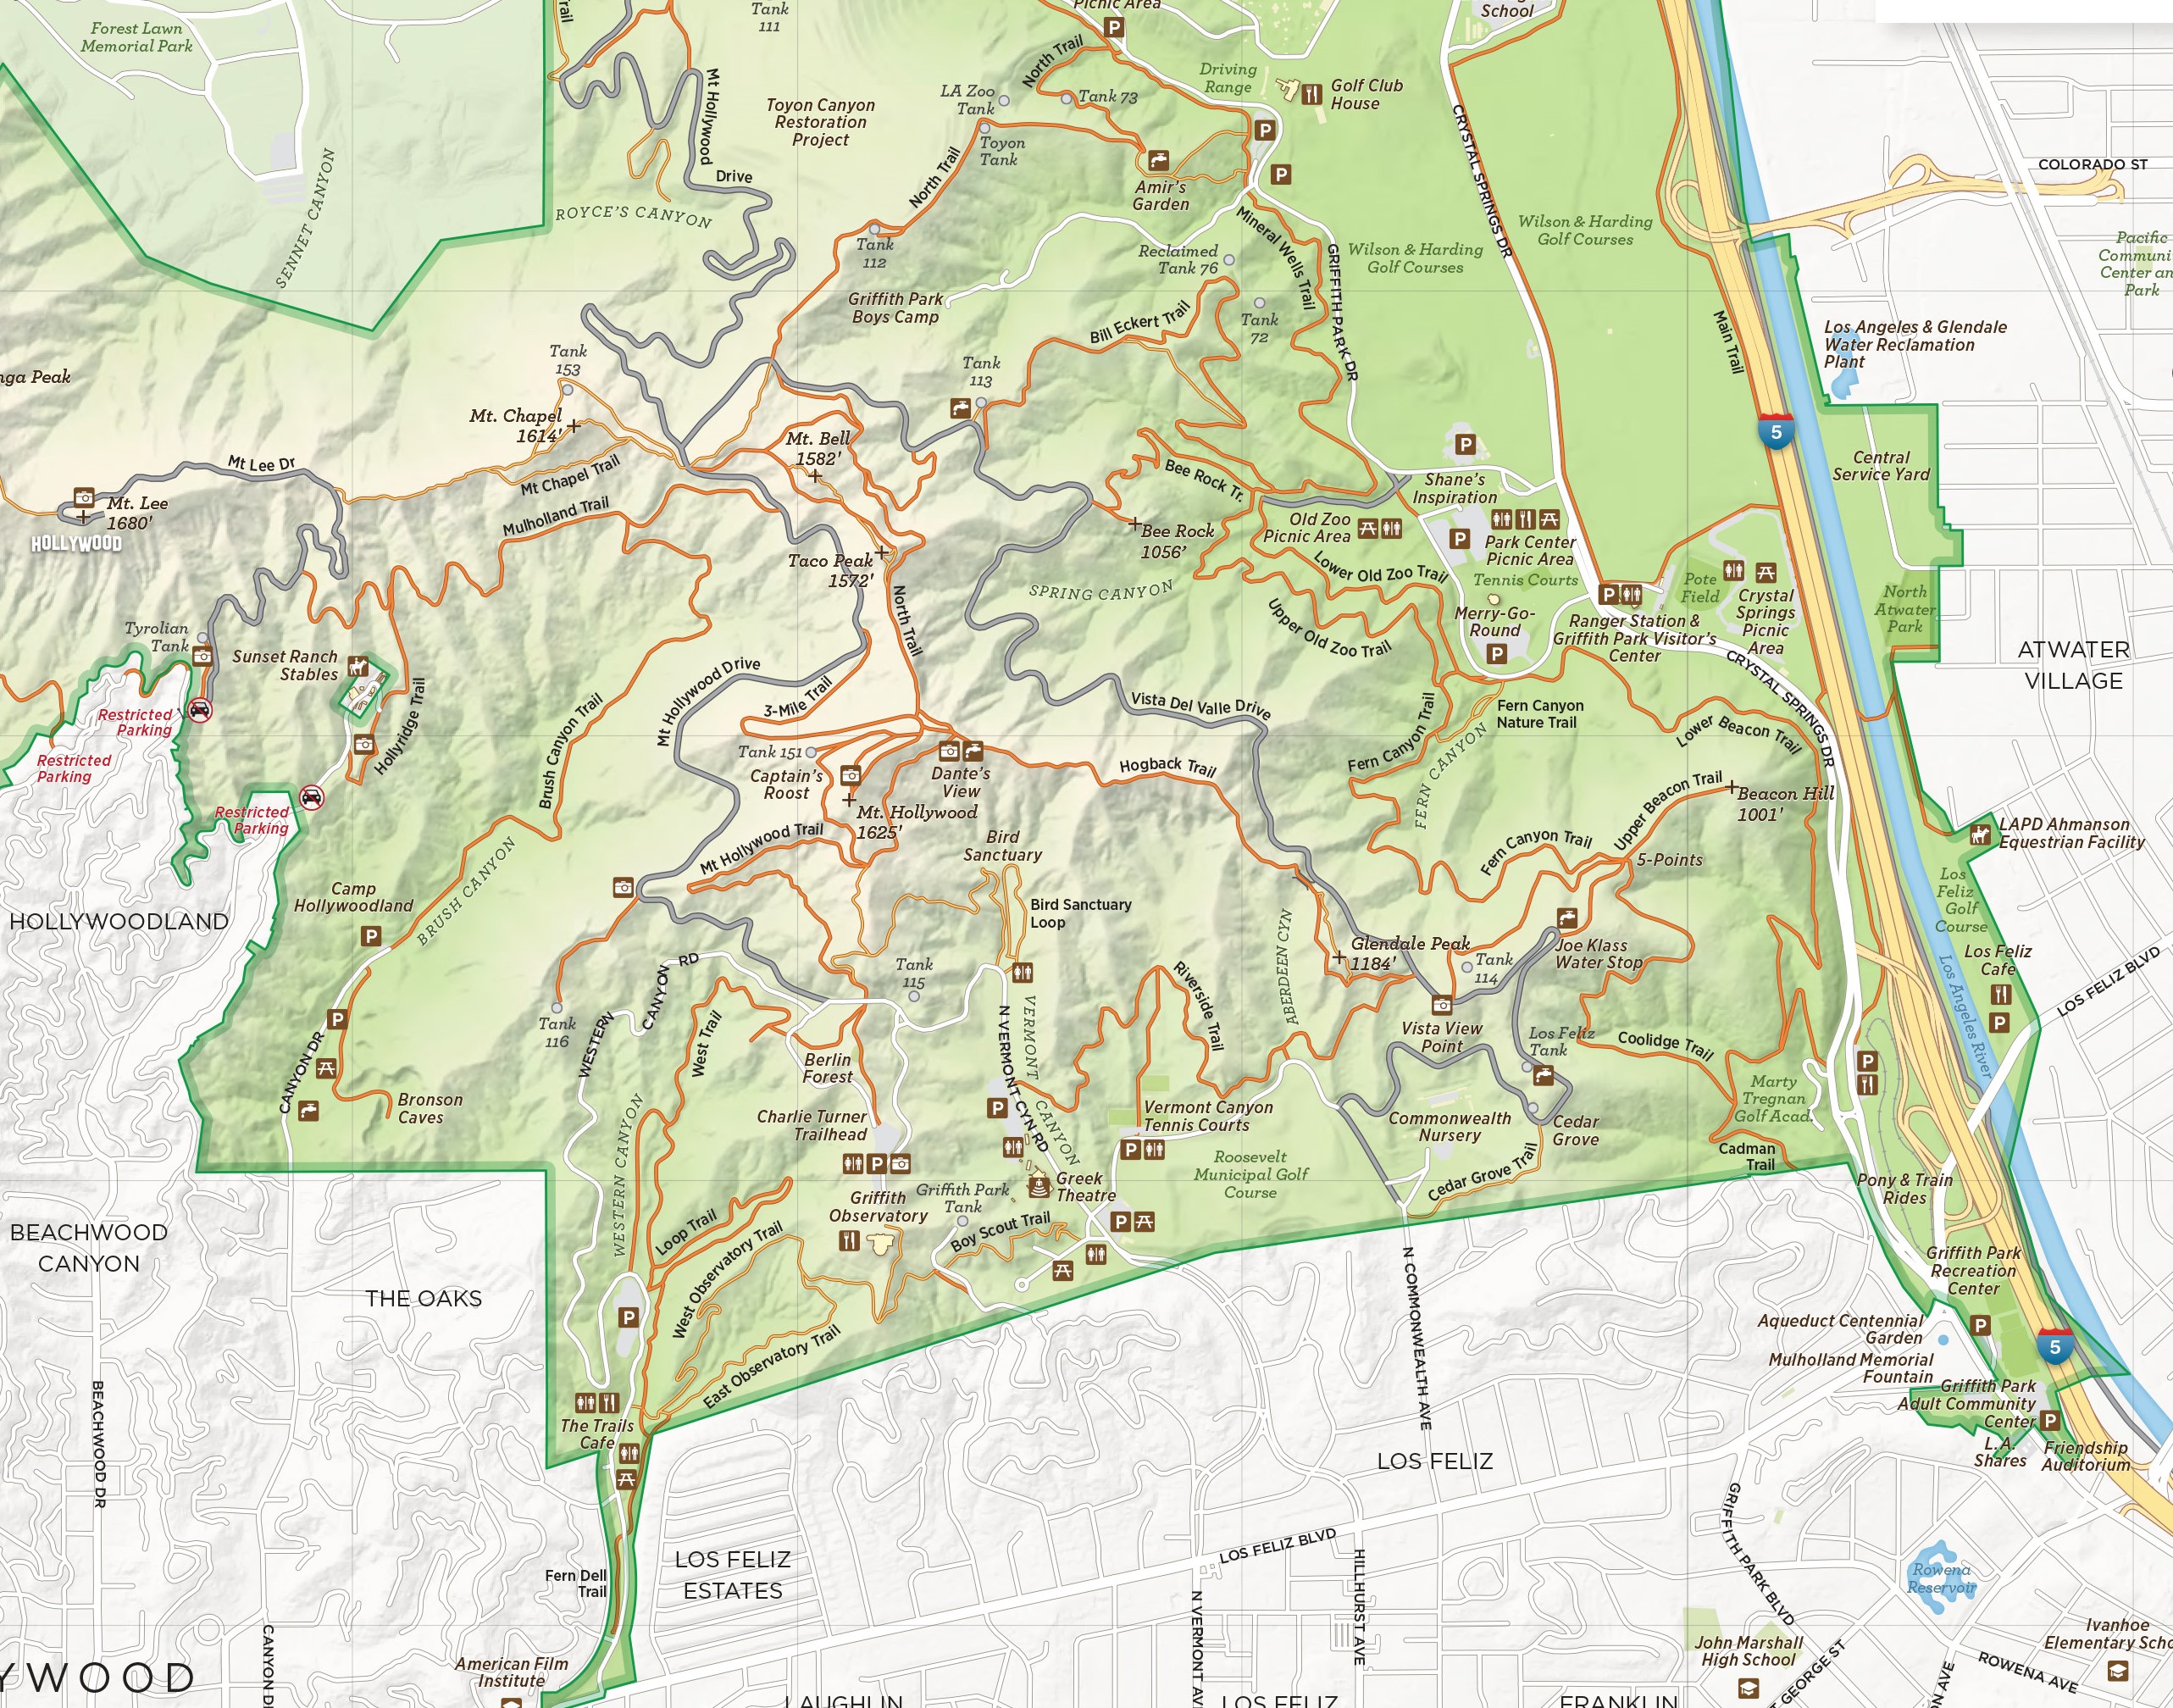 Forest Lawn
Memorial Park
Trail
Tank
111
Picnic Area
School
North Trail
Driving
Range
Golf Club
House
LA Zoo
Tank
Tank 73
Mt Hollywood
Drive
Toyon Canyon
Restoration
Project
Toyon
Tank
CRYSTAL SPRINGS DR
COLORADO ST
SENNET CANYON
ROYCE'S CANYON
North Trail
Amir's
Garden
Mineral Wells Trail
Wilson & Harding
Golf Courses
Wilson & Harding
Golf Courses
Tank
112
Reclaimed
Tank 76
GRIFFITH PARK DR
Griffith Park
Boys Camp
Bill Eckert Trail
Tank
72
Main Trail
Los Angeles & Glendale
Water Reclamation
Plant
Tank
153
Tank
113
nga Peak
Mt. Chapel
1614'
Mt. Bell
1582'
5
Mt Lee Dr
Mt Chapel Trail
Bee Rock Tr.
Shane's
Inspiration
Central
Service Yard
Mt. Lee
1680'
HOLLYWOOD
Mulholland Trail
Bee Rock
1056'
Old Zoo
Picnic Area
Park Center
Picnic Area
Taco Peak
1572'
Lower Old Zoo Trail
Tennis Courts
SPRING CANYON
North Trail
Upper Old Zoo Trail
Merry-Go-
Round
Pote
Field
Crystal
Springs
Picnic
Area
North
Atwater
Park
Ranger Station &
Griffith Park Visitor's
Center
Tyrolian
Tank
Sunset Ranch
Stables
ATWATER
VILLAGE
CRYSTAL SPRINGS DR
Restricted
Parking
Restricted
Parking
Restricted
Parking
Hollyridge Trail
Brush Canyon Trail
Mt Hollywood Drive
3-Mile Trail
Vista Del Valle Drive
Fern Canyon Trail
Fern Canyon
Nature Trail
Lower Beacon Trail
Tank 151
Captain's
Roost
Dante's
View
Hogback Trail
FERN CANYON
Mt. Hollywood
1625'
Upper Beacon Trail
Beacon Hill
1001'
Mt Hollywood Trail
Bird
Sanctuary
Fern Canyon Trail
5-Points
LAPD Ahmanson
Equestrian Facility
Camp
Hollywoodland
BRUSH CANYON
HOLLYWOODLAND
Bird Sanctuary
Loop
Los
Feliz
Golf
Course
ABERDEEN CYN
Glendale Peak
1184'
Tank
114
Joe Klass
Water Stop
Los Feliz
Cafe
LOS FELIZ BLVD
Los Angeles River
WESTERN CANYON RD
Tank
115
Tank
116
N VERMONT CYN RD
VERMONT CANYON
Riverside Trail
Vista View
Point
Los Feliz
Tank
Coolidge Trail
West Trail
Berlin
Forest
CANYON DR
Bronson
Caves
WESTERN CANYON
Charlie Turner
Trailhead
Vermont Canyon
Tennis Courts
Commonwealth
Nursery
Cedar
Grove
Marty
Tregnan
Golf Acad.
Cadman
Trail
Cedar Grove Trail
Roosevelt
Municipal Golf
Course
Greek
Theatre
Griffith Park
Tank
Griffith
Observatory
Boy Scout Trail
Loop Trail
West Observatory Trail
East Observatory Trail
Pony & Train
Rides
BEACHWOOD
CANYON
THE OAKS
N COMMONWEALTH AVE
Griffith Park
Recreation
Center
Aqueduct Centennial
Garden
Mulholland Memorial
Fountain
5
Griffith Park
Adult Community
Center
L.A.
Shares
Friendship
Auditorium
BEACHWOOD DR
The Trails
Cafe
LOS FELIZ
LOS FELIZ BLVD
HILLHURST AVE
GRIFFITH PARK BLVD
LOS FELIZ
ESTATES
Fern Dell
Trail
N VERMONT AV
Rowena
Reservoir
Ivanhoe
Elementary Scho
John Marshall
High School
T GEORGE ST
ROWENA AVE
CANYON D
YWOOD
American Film
Institute
LAUGHLIN
LOS FELIZ
FRANKLIN
Pacific
Communi
Center an
Park
P